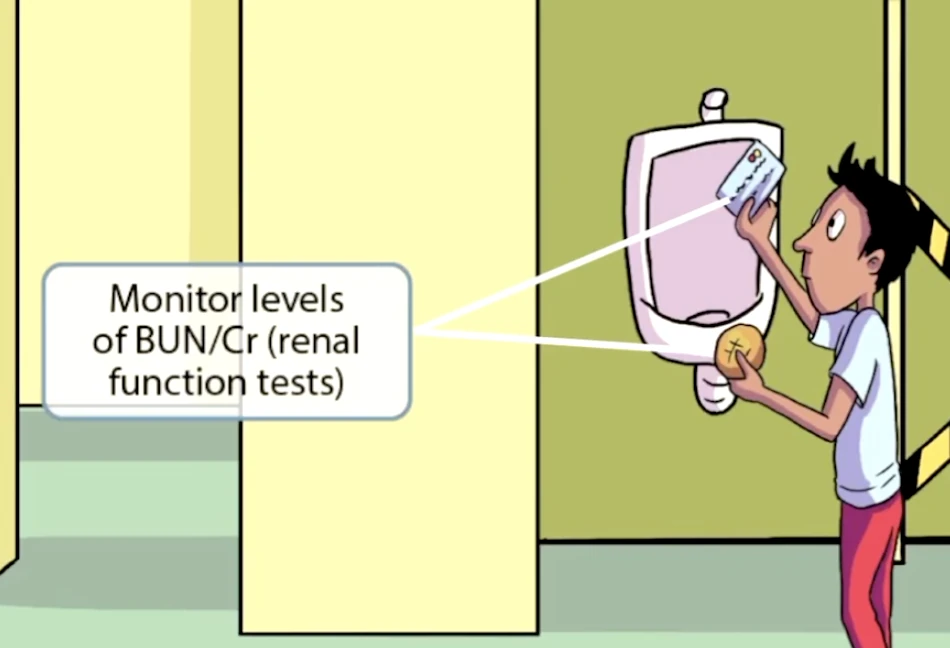 Monitor levels
of BUN/Cr (renal
function tests)